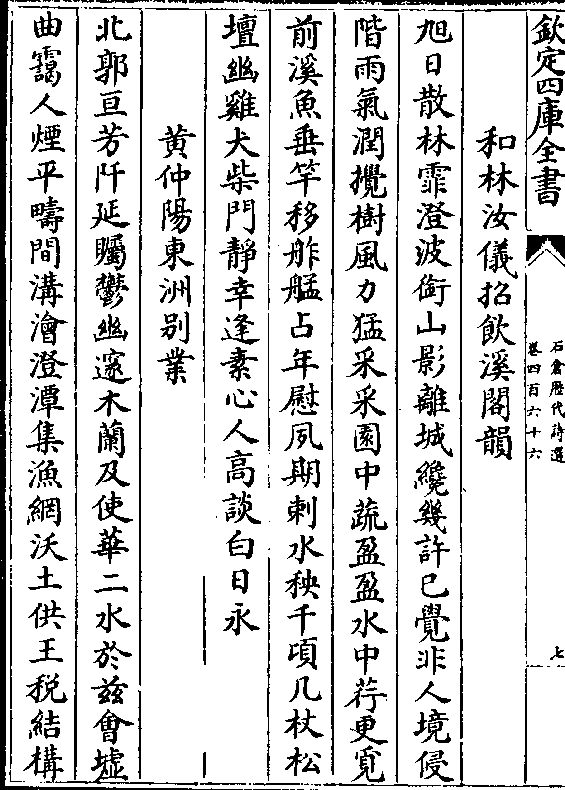 欽定四庫全書
石倉歴代詩選
卷四百六十六
七
和林汝儀招飲溪閣韻
旭日散林霏澄波銜山影離城纔幾許已覺非人境侵
階雨氣潤攪樹風力猛采采園中蔬盈盈水中荇更覓
前溪魚垂竿移舴艋占年慰夙期刺水秧千頃几杖松
壇幽雞犬柴門靜幸逢素心人高談白日永
黄仲陽東洲别業
北郭亘芳阡延矚鬱幽邃木蘭及使華二水於兹會墟
曲靄人煙平疇間溝澮澄潭集漁網沃土供王税結構